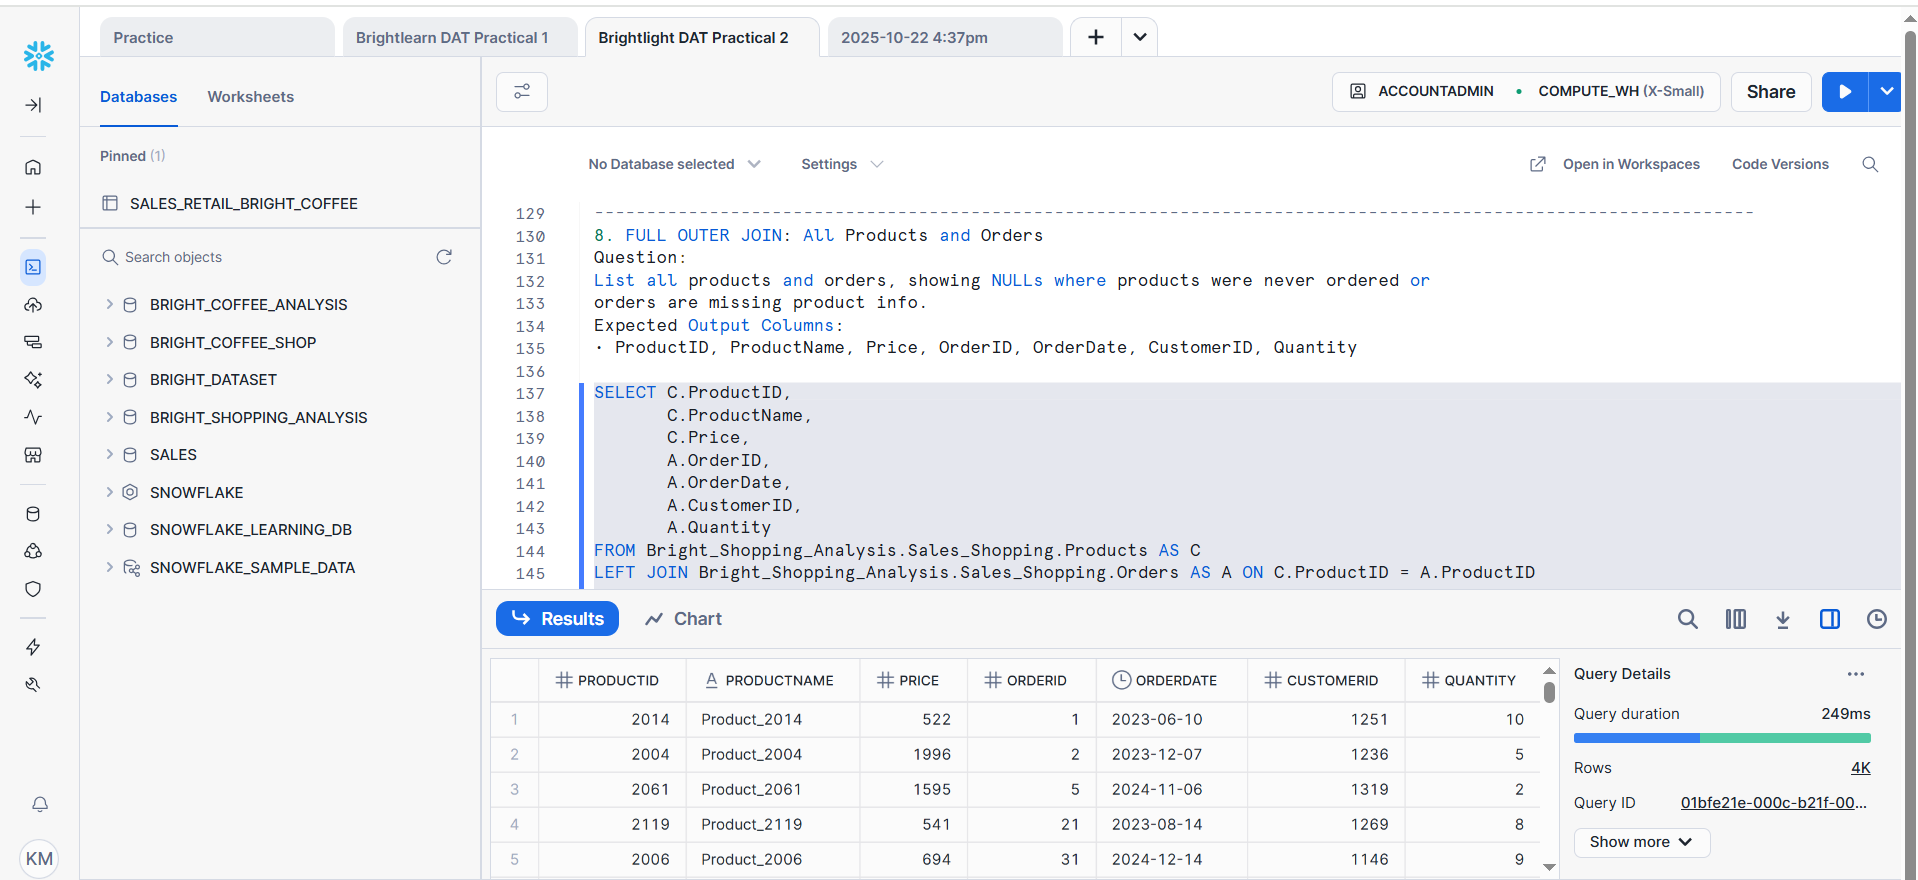 Practice
Brightlearn DAT Practical 1
Brightlight DAT Practical 2
2025-10-22 4:37pm
Databases
Worksheets
ACCOUNTADMIN
COMPUTE_WH (X-Small)
Share
Pinned (1)
SALES_RETAIL_BRIGHT_COFFEE
Search objects
BRIGHT_COFFEE_ANALYSIS
BRIGHT_COFFEE_SHOP
BRIGHT_DATASET
BRIGHT_SHOPPING_ANALYSIS
SALES
SNOWFLAKE
SNOWFLAKE_LEARNING_DB
SNOWFLAKE_SAMPLE_DATA
KM
No Database selected
Settings
Open in Workspaces
Code Versions
129 ----------------------------------------------------------------------------------------------------------------
130 8. FULL OUTER JOIN: All Products and Orders
131 Question:
132 List all products and orders, showing NULLs where products were never ordered or
133 orders are missing product info.
134 Expected Output Columns:
135 · ProductID, ProductName, Price, OrderID, OrderDate, CustomerID, Quantity
136
137 SELECT C.ProductID,
138 C.ProductName,
139 C.Price,
140 A.OrderID,
141 A.OrderDate,
142 A.CustomerID,
143 A.Quantity
144 FROM Bright_Shopping_Analysis.Sales_Shopping.Products AS C
145 LEFT JOIN Bright_Shopping_Analysis.Sales_Shopping.Orders AS A ON C.ProductID = A.ProductID
Results
Chart
PRODUCTID PRODUCTNAME PRICE ORDERID ORDERDATE CUSTOMERID QUANTITY
1 2014 Product_2014 522 1 2023-06-10 1251 10
2 2004 Product_2004 1996 2 2023-12-07 1236 5
3 2061 Product_2061 1595 5 2024-11-06 1319 2
4 2119 Product_2119 541 21 2023-08-14 1269 8
5 2006 Product_2006 694 31 2024-12-14 1146 9
Query Details
Query duration 249ms
Rows 4K
Query ID 01bfe21e-000c-b21f-00...
Show more